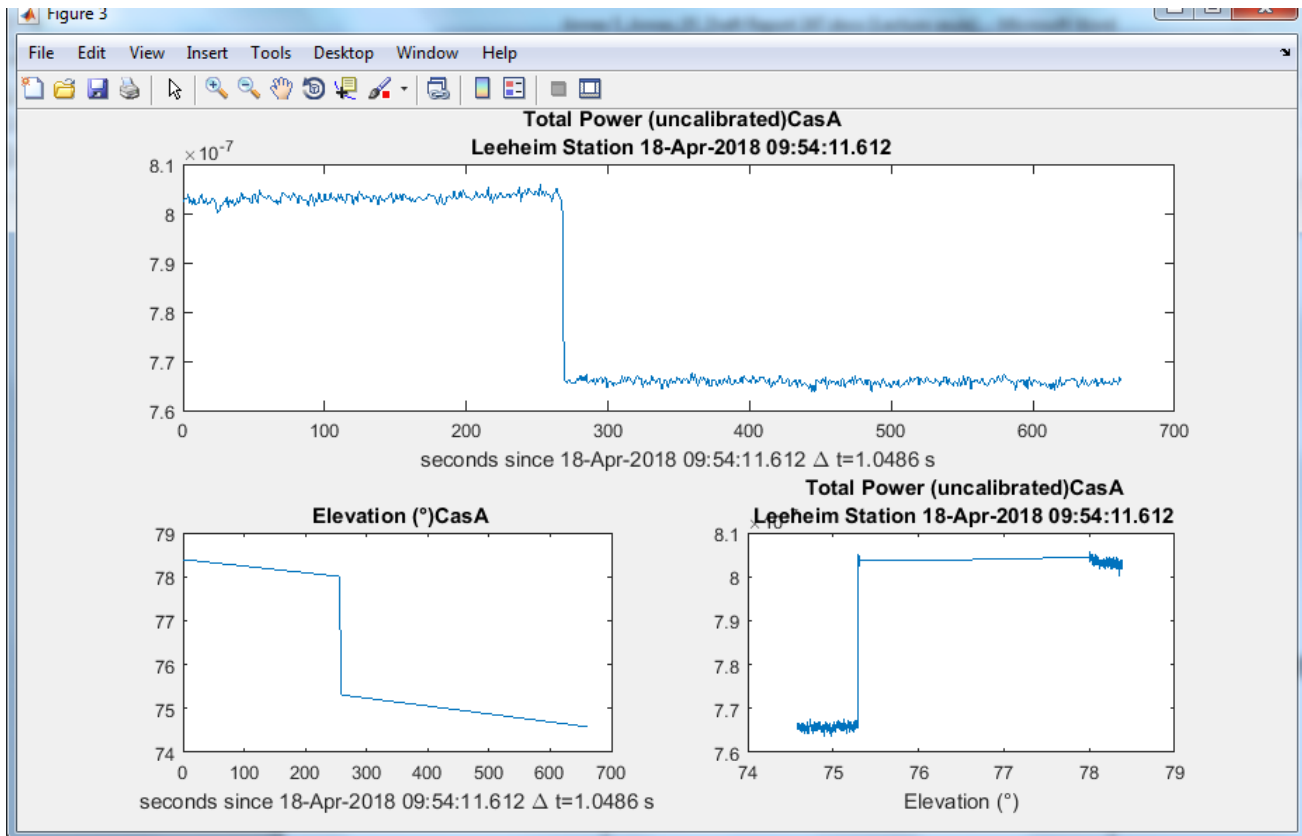 Figure 3
File Edit View Insert Tools Desktop Window Help
Total Power (uncalibrated)CasA
Leeheim Station 18-Apr-2018 09:54:11.612
×10⁻⁷
8.1
8
7.9
7.8
7.7
7.6
0 100 200 300 400 500 600 700
seconds since 18-Apr-2018 09:54:11.612 Δ t=1.0486 s
Elevation (°)CasA
79
78
77
76
75
74
0 100 200 300 400 500 600 700
seconds since 18-Apr-2018 09:54:11.612 Δ t=1.0486 s
Total Power (uncalibrated)CasA
Leeheim Station 18-Apr-2018 09:54:11.612
8.1
8
7.9
7.8
7.7
7.6
74 75 76 77 78 79
Elevation (°)